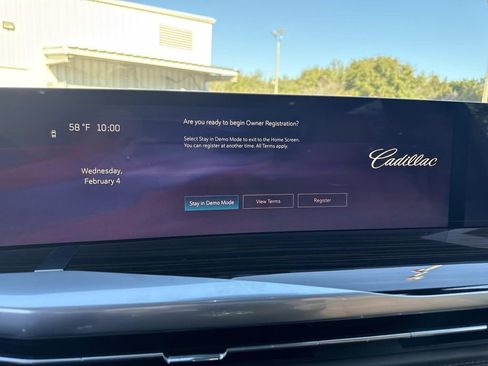 58 °F 10:00
Wednesday,
February 4
Are you ready to begin Owner Registration?
Select Stay in Demo Mode to exit to the Home Screen.
You can register at another time. All Terms apply.
Stay in Demo Mode
View Terms
Register
Cadillac